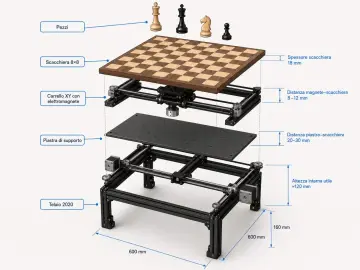 Pezzi
Scacchiera 8×8
Spessore scacchiera
18 mm
Carrello XY con
elettromagnete
Distanza magnete–scacchiera
8–12 mm
Piastra di supporto
Distanza piastra–scacchiera
20–30 mm
Altezza interna utile
≈120 mm
Telaio 2020
160 mm
600 mm
600 mm